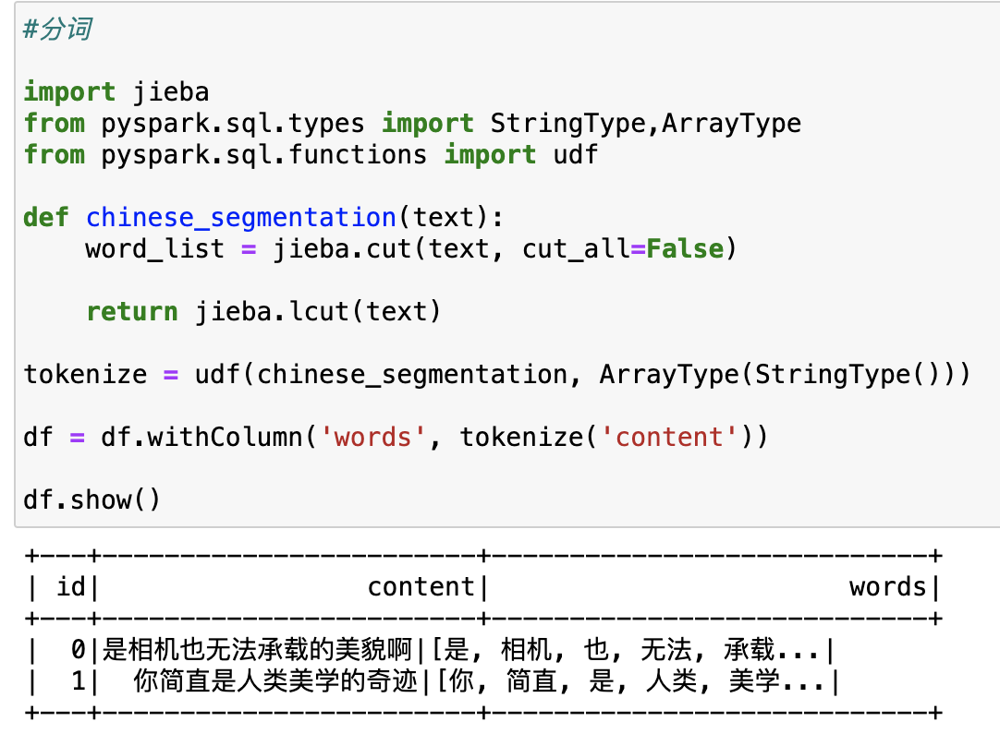 #分词
import jieba
from pyspark.sql.types import StringType,ArrayType
from pyspark.sql.functions import udf
def chinese_segmentation(text):
    word_list = jieba.cut(text, cut_all=False)
    return jieba.lcut(text)
tokenize = udf(chinese_segmentation, ArrayType(StringType()))
df = df.withColumn('words', tokenize('content'))
df.show()
+---+------------------------+----------------------------+
| id|                 content|                       words|
+---+------------------------+----------------------------+
|  0|是相机也无法承载的美貌啊|[是, 相机, 也, 无法, 承载...|
|  1|  你简直是人类美学的奇迹|[你, 简直, 是, 人类, 美学...|
+---+------------------------+----------------------------+